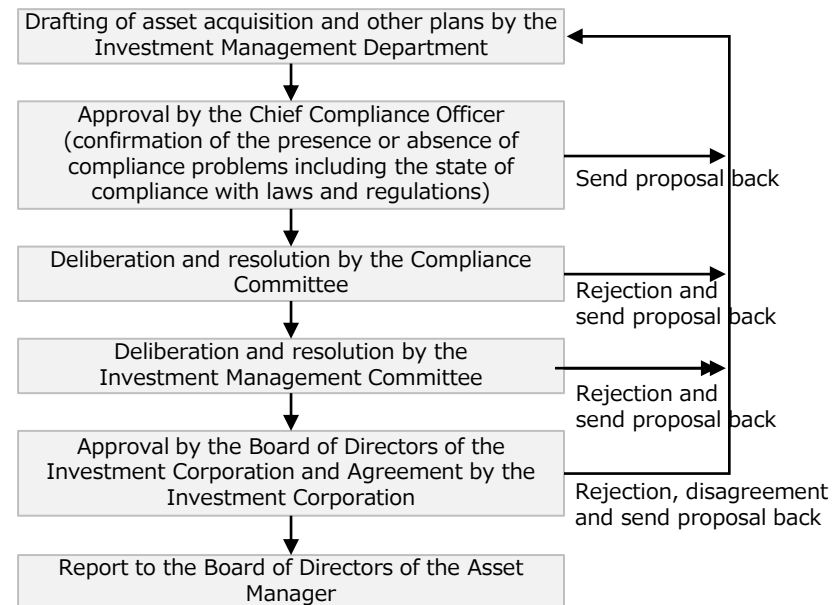 Drafting of asset acquisition and other plans by the
Investment Management Department
Approval by the Chief Compliance Officer
(confirmation of the presence or absence of
compliance problems including the state of
compliance with laws and regulations)
Send proposal back
Deliberation and resolution by the Compliance
Committee
Rejection and
send proposal back
Deliberation and resolution by the
Investment Management Committee
Rejection and
send proposal back
Approval by the Board of Directors of the
Investment Corporation and Agreement by the
Investment Corporation
Rejection, disagreement
and send proposal back
Report to the Board of Directors of the Asset
Manager